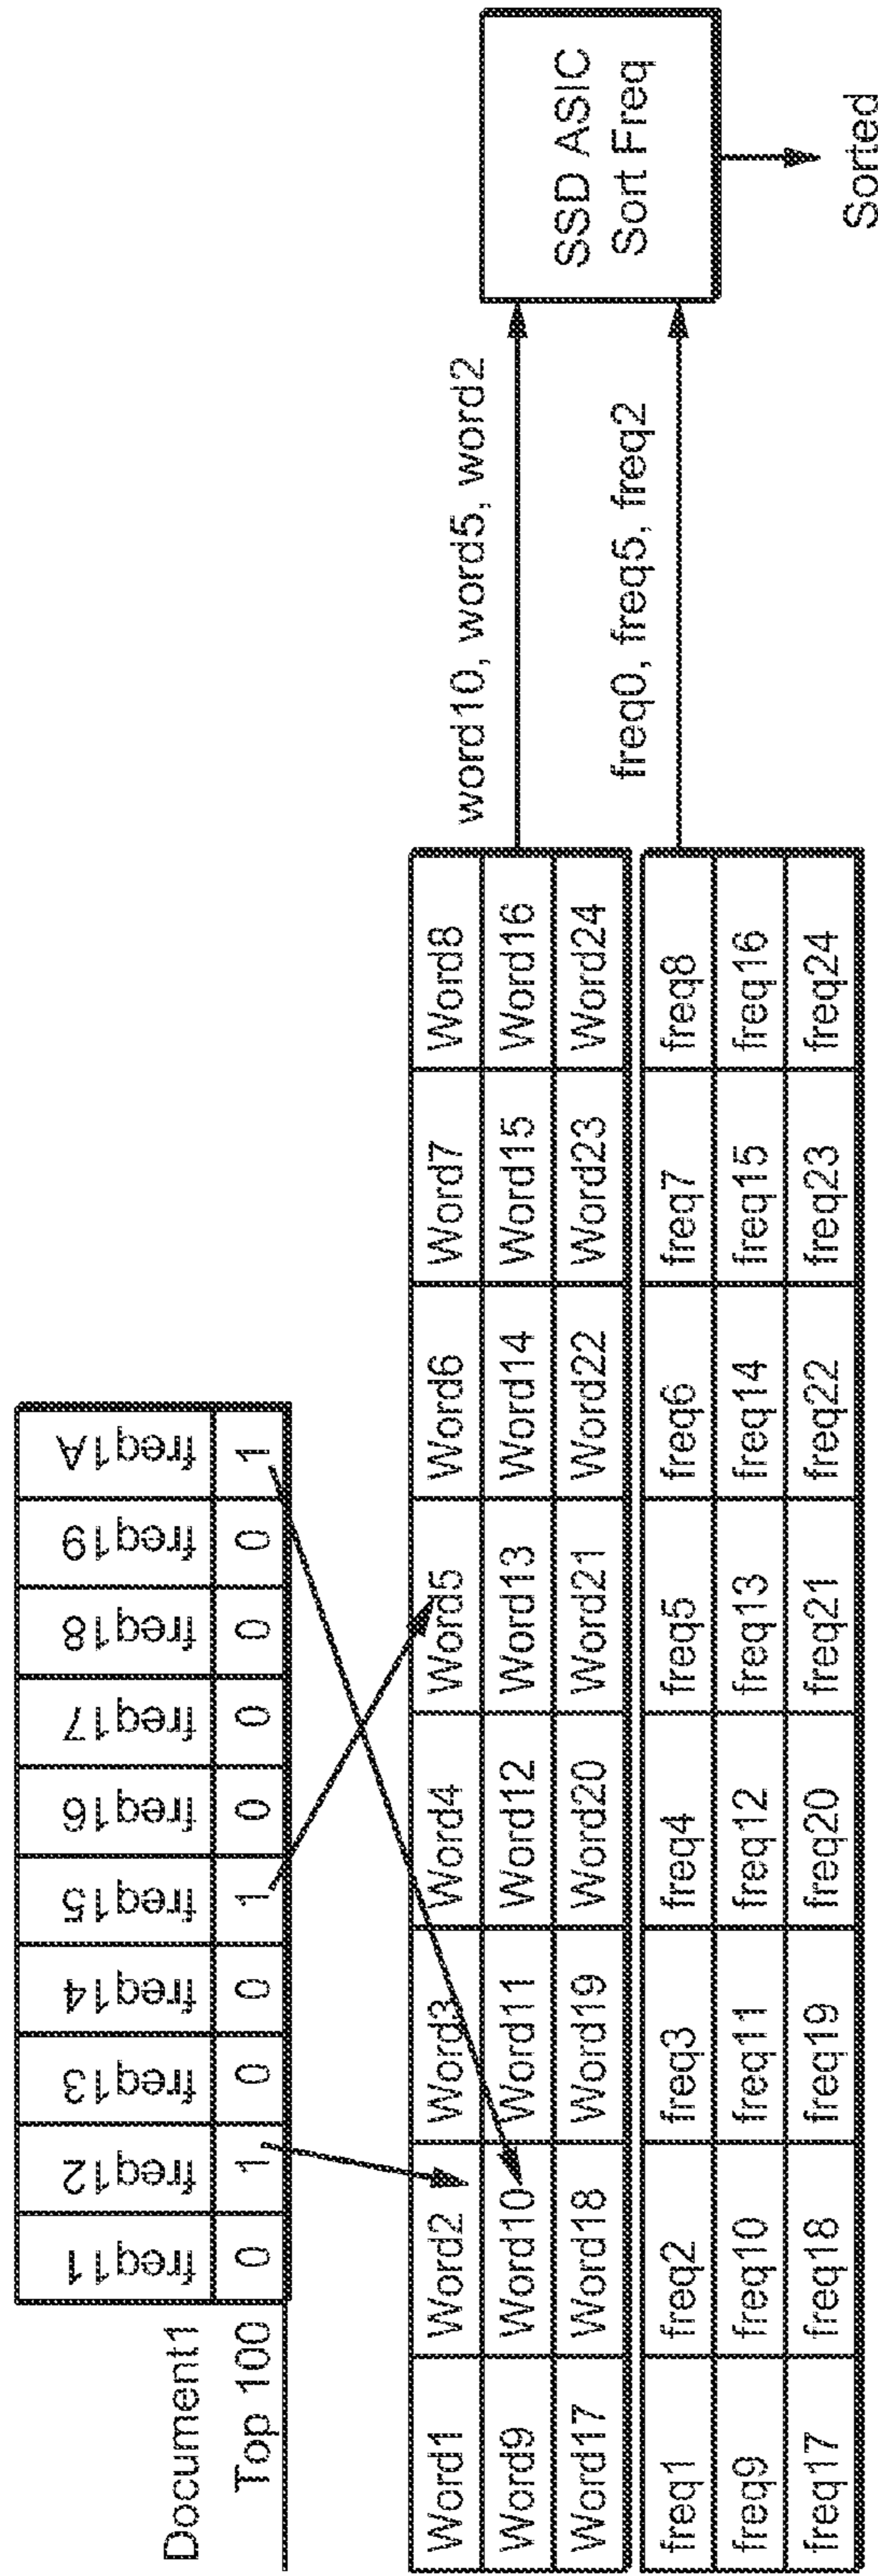 Document1 freq11 freq12 freq13 freq14 freq15 freq16 freq17 freq18 freq19 freq1A
Top 100 0 1 0 0 1 0 0 0 0 1
Word1 Word2 Word3 Word4 Word5 Word6 Word7 Word8
Word9 Word10 Word11 Word12 Word13 Word14 Word15 Word16
Word17 Word18 Word19 Word20 Word21 Word22 Word23 Word24
freq1 freq2 freq3 freq4 freq5 freq6 freq7 freq8
freq9 freq10 freq11 freq12 freq13 freq14 freq15 freq16
freq17 freq18 freq19 freq20 freq21 freq22 freq23 freq24
word10, word5, word2
freq0, freq5, freq2
SSD ASIC
Sort Freq
Sorted